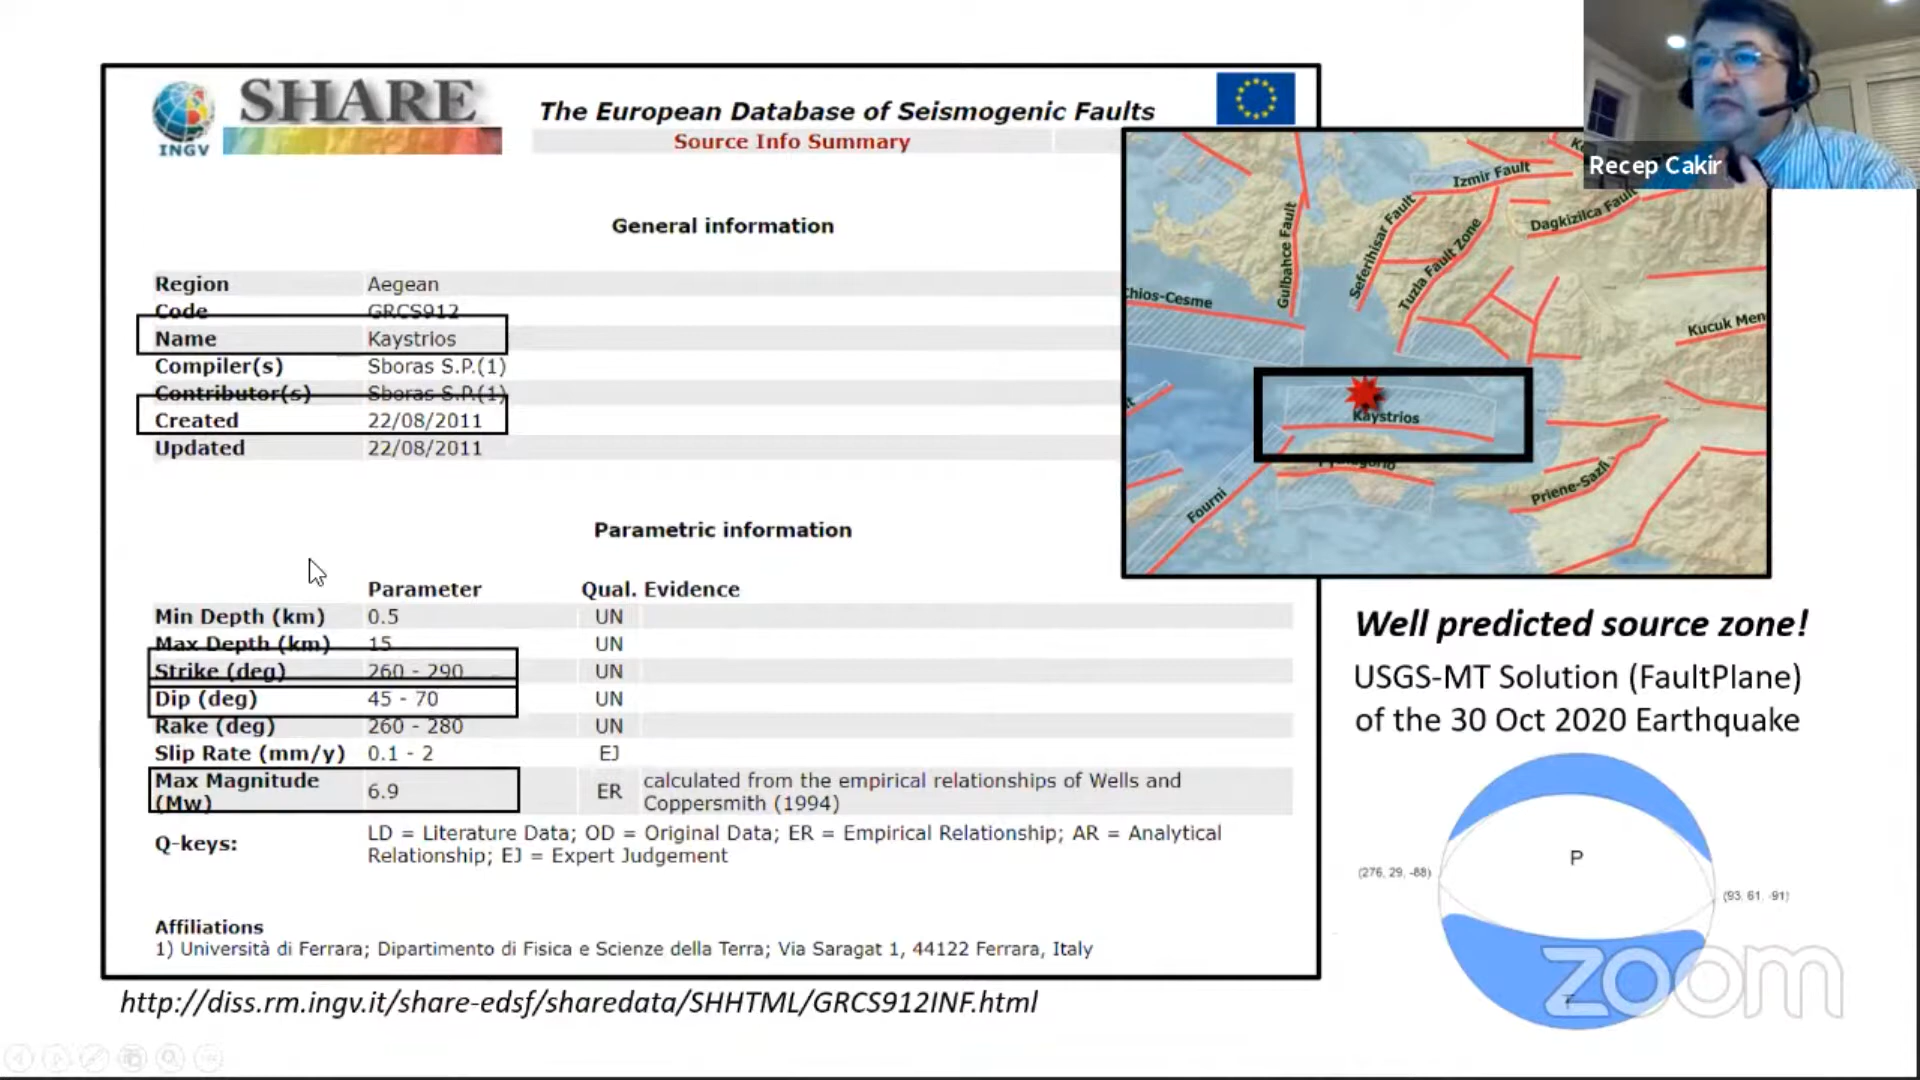 INGV
SHARE
The European Database of Seismogenic Faults
Source Info Summary
General information
Region Aegean
Code GRCS912
Name Kaystrios
Compiler(s) Sboras S.P.(1)
Contributor(s) Sboras S.P.(1)
Created 22/08/2011
Updated 22/08/2011
Parametric information
Parameter Qual. Evidence
Min Depth (km) 0.5 UN
Max Depth (km) 15 UN
Strike (deg) 260 - 290 UN
Dip (deg) 45 - 70 UN
Rake (deg) 260 - 280 UN
Slip Rate (mm/y) 0.1 - 2 EJ
Max Magnitude (Mw) 6.9 ER calculated from the empirical relationships of Wells and
Coppersmith (1994)
Q-keys: LD = Literature Data; OD = Original Data; ER = Empirical Relationship; AR = Analytical
Relationship; EJ = Expert Judgement
Affiliations
1) Università di Ferrara; Dipartimento di Fisica e Scienze della Terra; Via Saragat 1, 44122 Ferrara, Italy
http://diss.rm.ingv.it/share-edsf/sharedata/SHHTML/GRCS912INF.html
Recep Cakir
Izmir Fault
Dagkizilca Fault
Gulbahce Fault
Seferihisar Fault
Tuzla Fault Zone
Chios-Cesme
Kucuk Men
Kaystrios
Fourni
Priene-Sazli
Well predicted source zone!
USGS-MT Solution (FaultPlane)
of the 30 Oct 2020 Earthquake
P
(276, 29, -88)
(93, 61, -91)
T
zoom